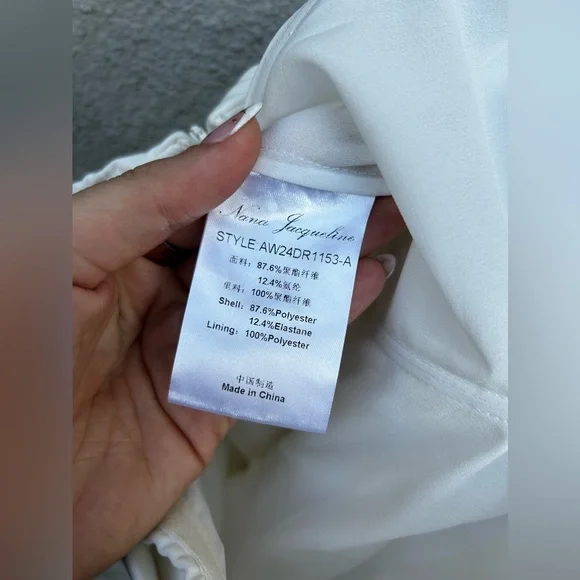 Nana Jacqueline
STYLE AW24DR1153-A
面料: 87.6%聚酯纤维
12.4%氨纶
里料: 100%聚酯纤维
Shell: 87.6%Polyester
12.4%Elastane
Lining: 100%Polyester
中国制造
Made in China